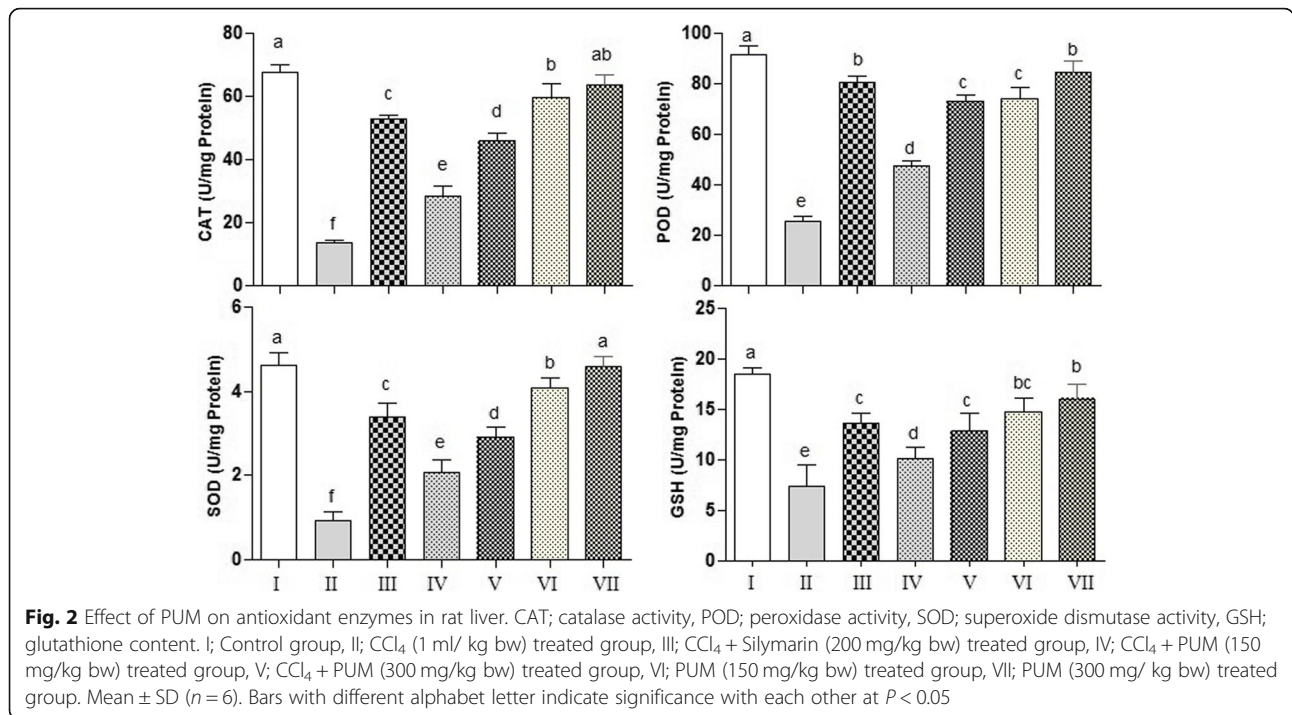 80
60
40
20
0
CAT (U/mg Protein)
a
f
c
e
d
b
ab
100
80
60
40
20
0
POD (U/mg Protein)
a
e
b
d
c
c
b
6
4
2
0
SOD (U/mg Protein)
a
f
c
e
d
b
a
I II III IV V VI VII
25
20
15
10
5
0
GSH (U/mg Protein)
a
e
c
d
c
bc
b
I II III IV V VI VII
Fig. 2 Effect of PUM on antioxidant enzymes in rat liver. CAT; catalase activity, POD; peroxidase activity, SOD; superoxide dismutase activity, GSH;
glutathione content. I; Control group, II; CCl₄ (1 ml/ kg bw) treated group, III; CCl₄ + Silymarin (200 mg/kg bw) treated group, IV; CCl₄ + PUM (150
mg/kg bw) treated group, V; CCl₄ + PUM (300 mg/kg bw) treated group, VI; PUM (150 mg/kg bw) treated group, VII; PUM (300 mg/ kg bw) treated
group. Mean ± SD (n = 6). Bars with different alphabet letter indicate significance with each other at P < 0.05